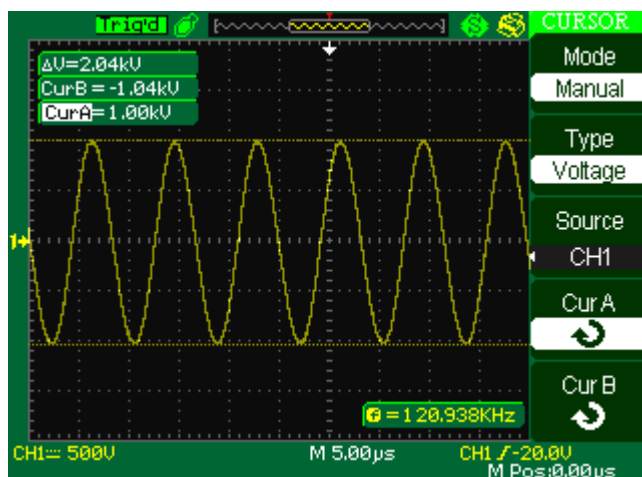 Trig'd
S
CURSOR
ΔV=2.04kV
CurB=-1.04kV
CurA=1.00kV
Mode
Manual
Type
Voltage
Source
CH1
Cur A
Cur B
1
f=120.938KHz
CH1 500V M 5.00µs CH1 -20.0V
M Pos:0.00µs